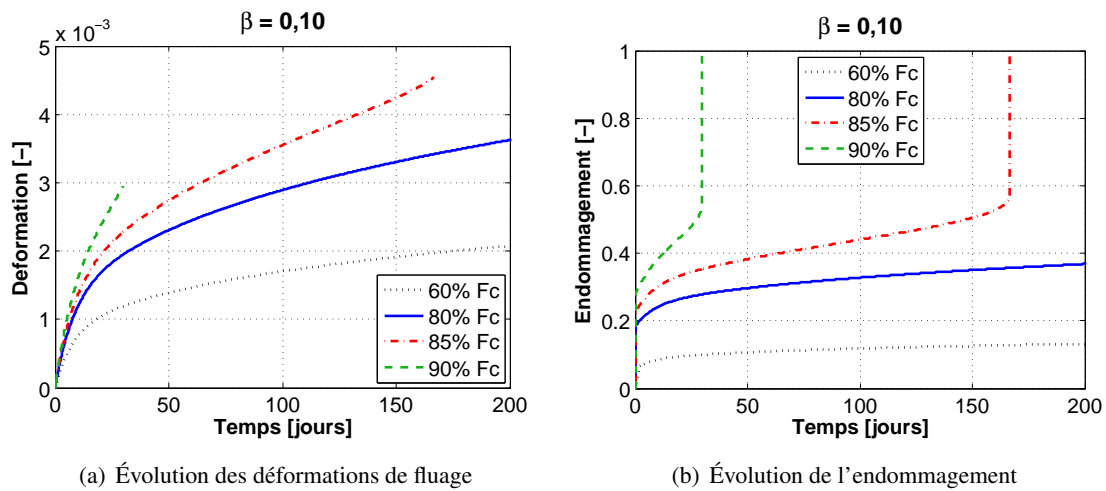 β = 0,10
x 10⁻³
5
4
3
2
1
0
0 50 100 150 200
Déformation [−]
Temps [jours]
60% Fc
80% Fc
85% Fc
90% Fc
(a) Évolution des déformations de fluage
β = 0,10
1
0.8
0.6
0.4
0.2
0
0 50 100 150 200
Endommagement [−]
Temps [jours]
60% Fc
80% Fc
85% Fc
90% Fc
(b) Évolution de l'endommagement